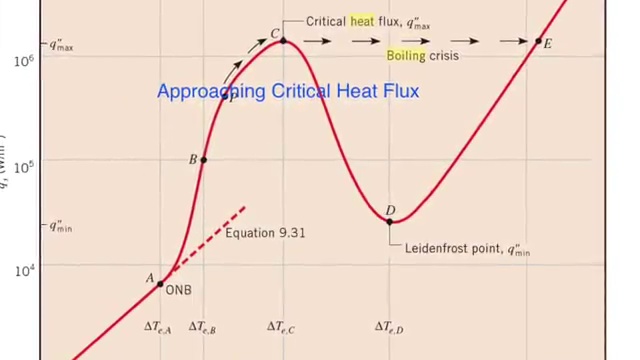 Critical heat flux, q″max
C
q″max
E
10⁶
Boiling crisis
Approaching Critical Heat Flux
P
10⁵
B
D
q″min
Equation 9.31
Leidenfrost point, q″min
10⁴
A
ONB
ΔTe,A ΔTe,B ΔTe,C ΔTe,D